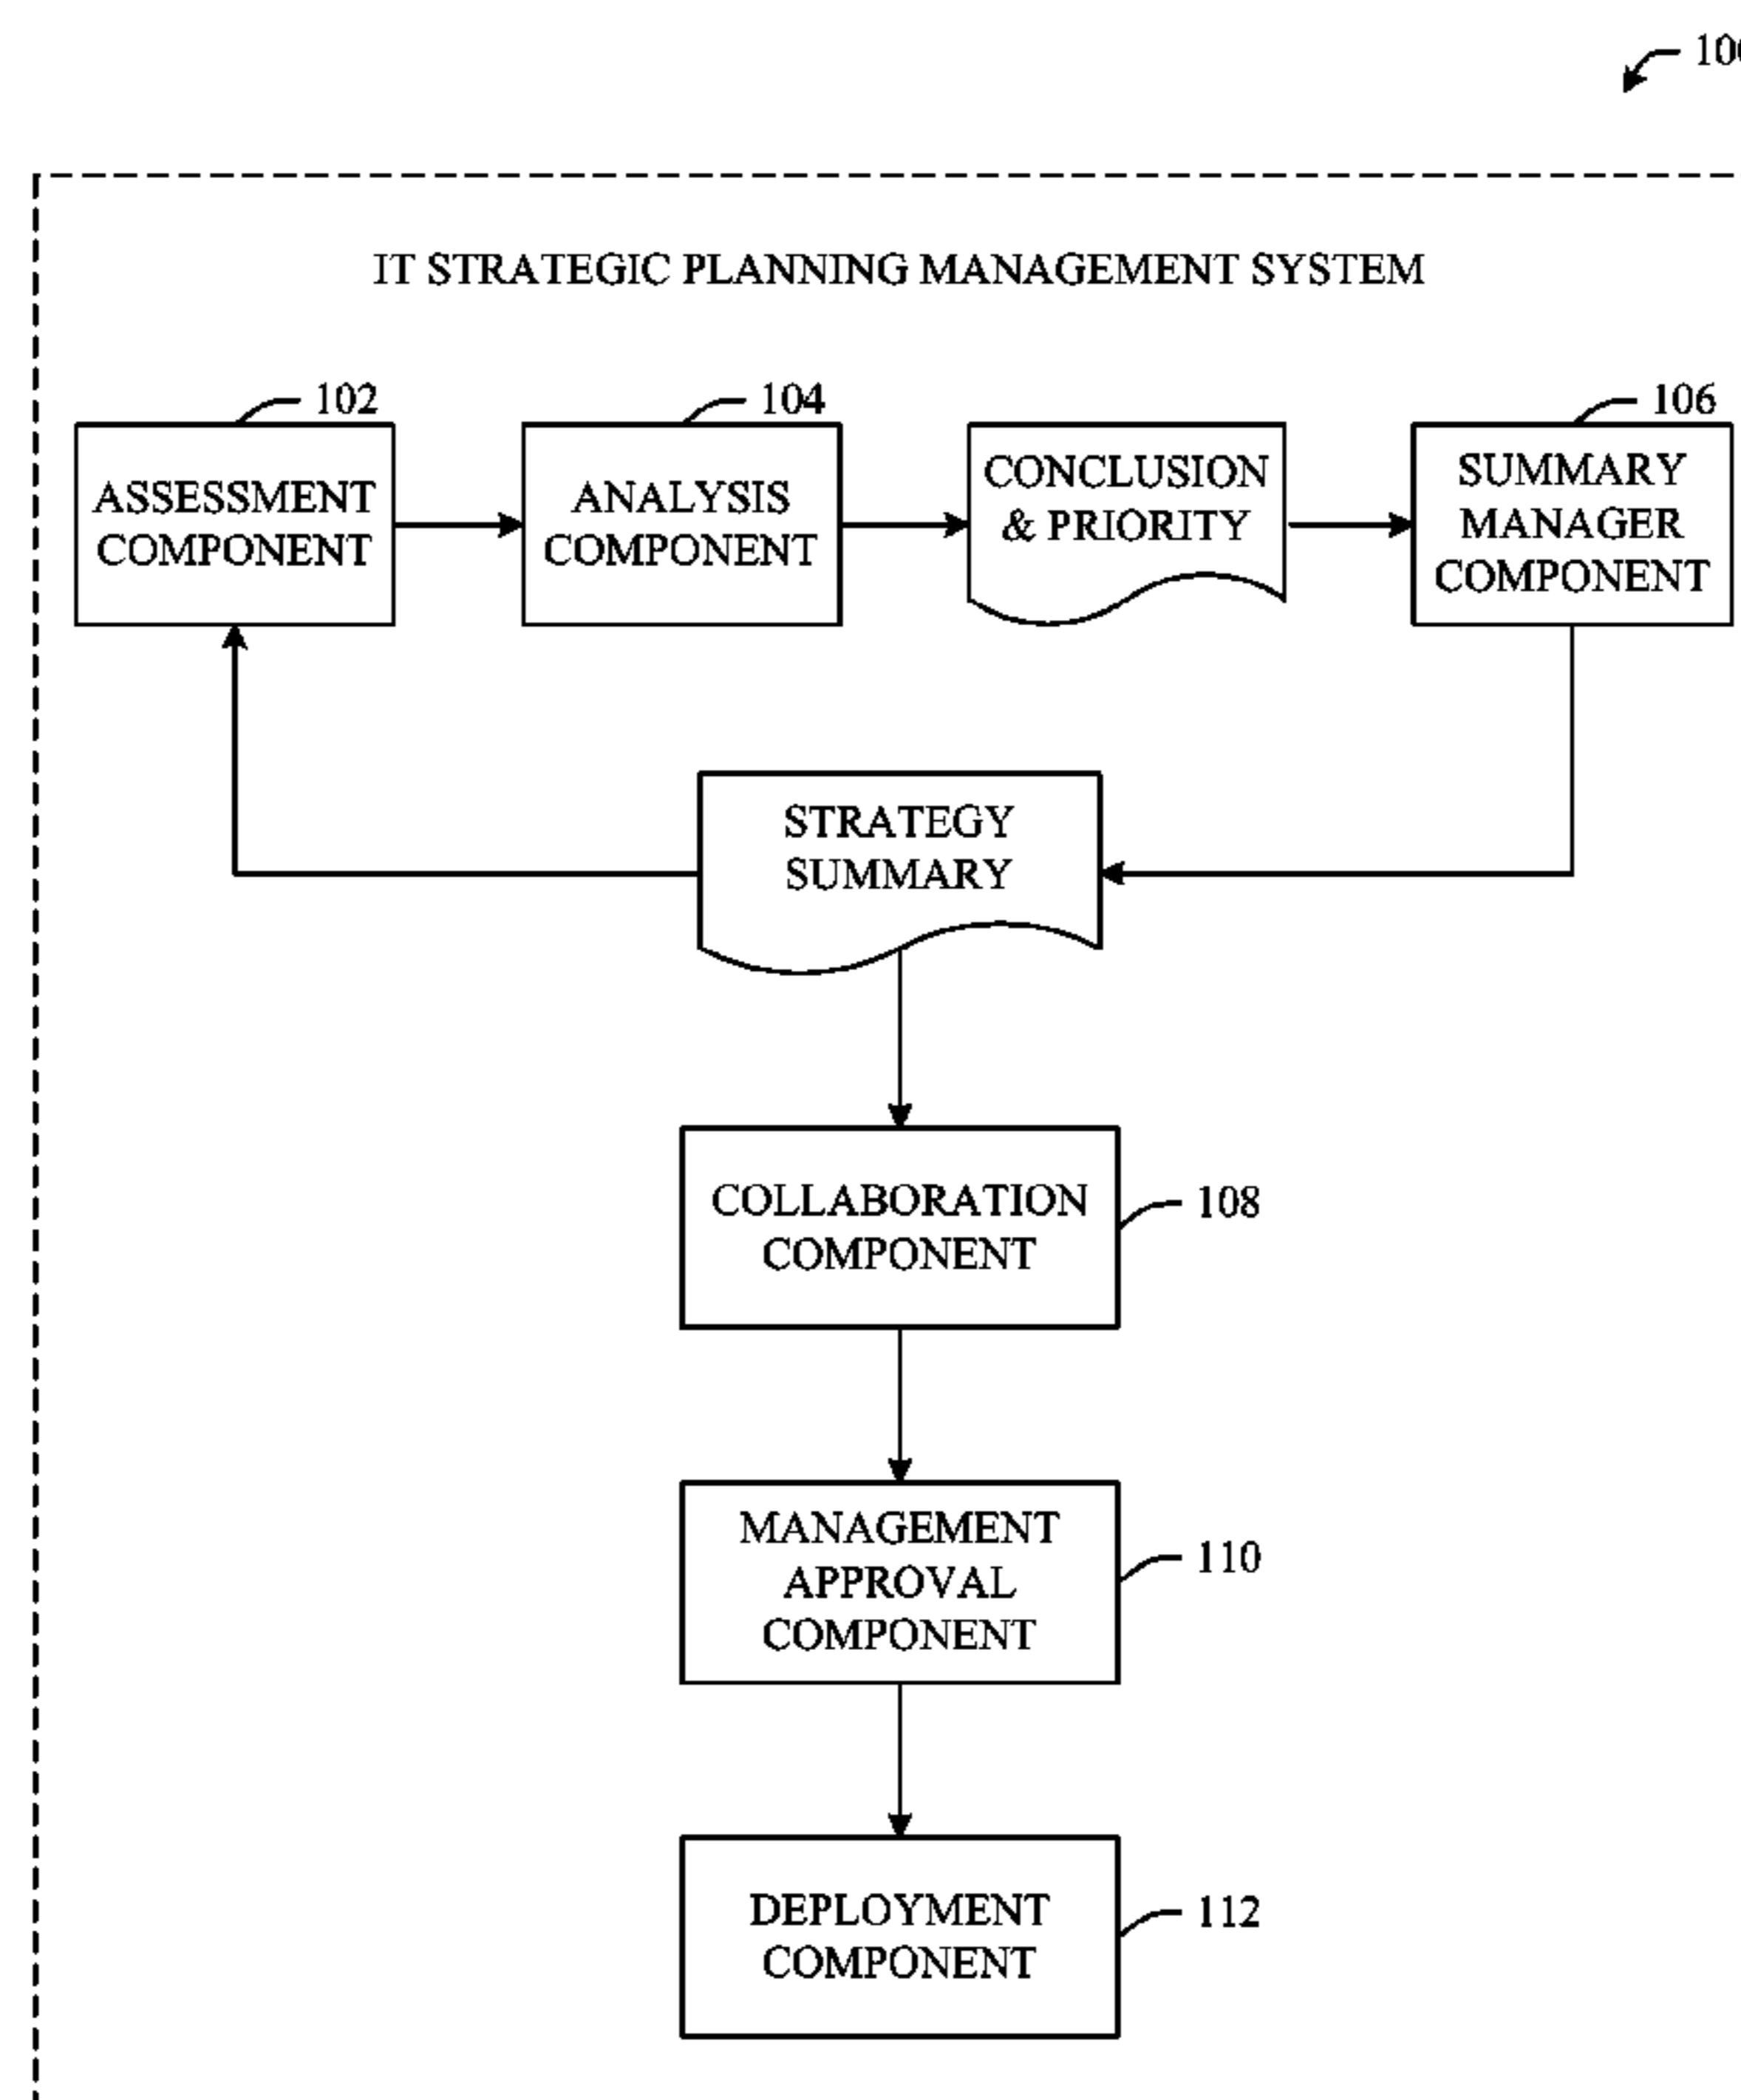 IT STRATEGIC PLANNING MANAGEMENT SYSTEM
102
104
106
ASSESSMENT
COMPONENT
ANALYSIS
COMPONENT
CONCLUSION
& PRIORITY
SUMMARY
MANAGER
COMPONENT
STRATEGY
SUMMARY
COLLABORATION
COMPONENT
108
MANAGEMENT
APPROVAL
COMPONENT
110
DEPLOYMENT
COMPONENT
112